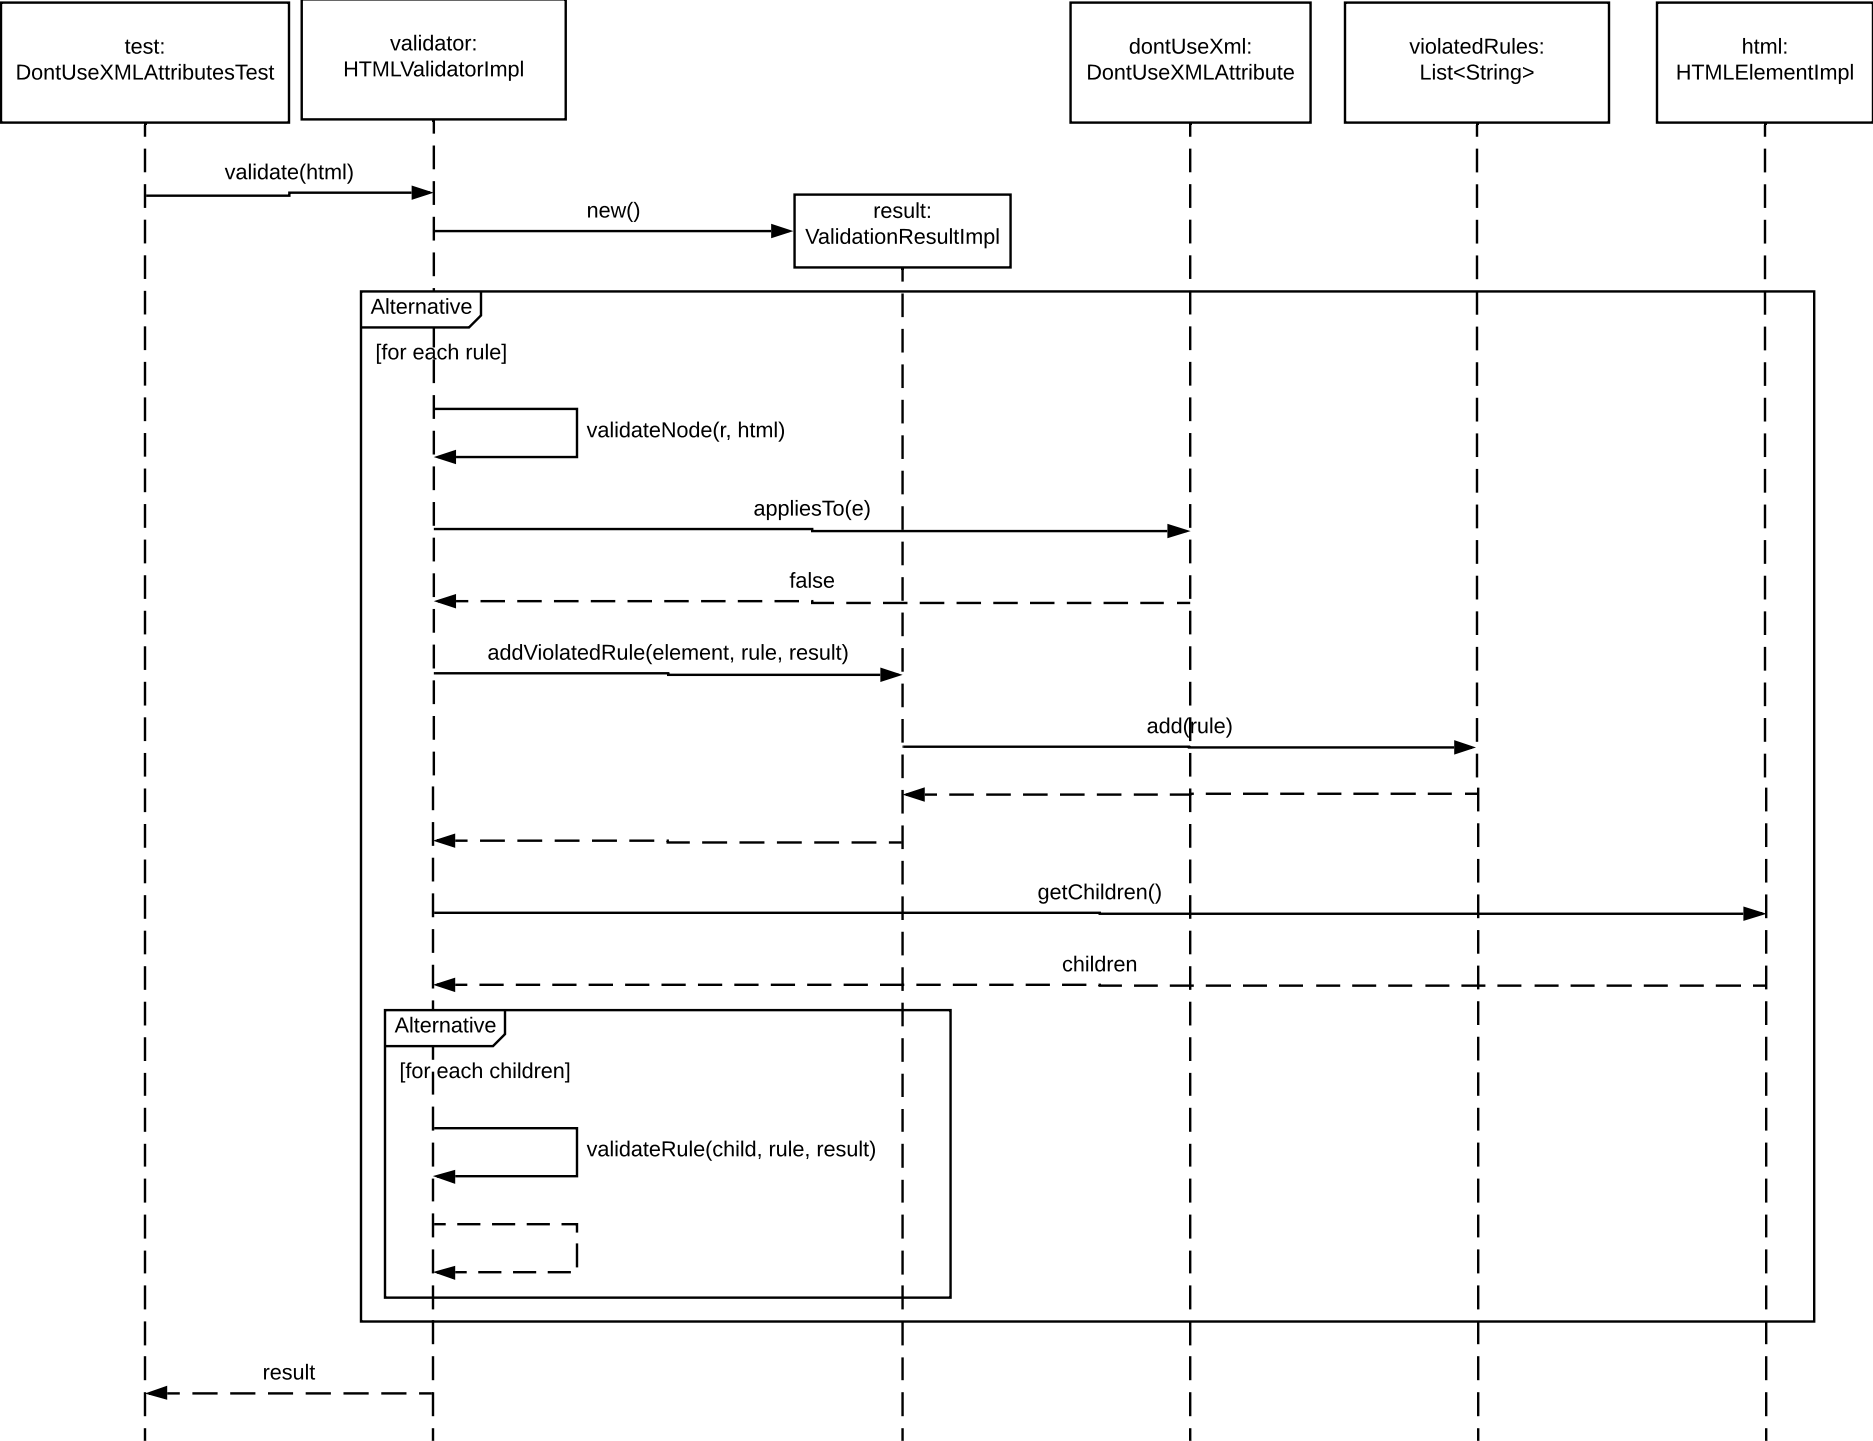 test:
DontUseXMLAttributesTest
validator:
HTMLValidatorImpl
dontUseXml:
DontUseXMLAttribute
violatedRules:
List<String>
html:
HTMLElementImpl
validate(html)
new()
result:
ValidationResultImpl
Alternative
[for each rule]
validateNode(r, html)
appliesTo(e)
false
addViolatedRule(element, rule, result)
add(rule)
getChildren()
children
Alternative
[for each children]
validateRule(child, rule, result)
result